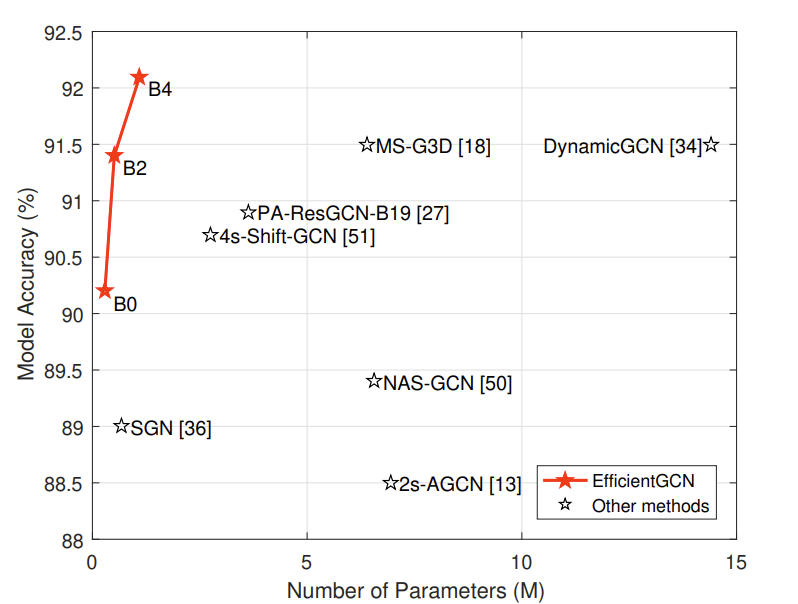 92.5
92
B4
91.5
MS-G3D [18]
DynamicGCN [34]
B2
91
PA-ResGCN-B19 [27]
4s-Shift-GCN [51]
90.5
B0
90
89.5
NAS-GCN [50]
89
SGN [36]
88.5
2s-AGCN [13]
EfficientGCN
Other methods
88
Model Accuracy (%)
0
5
10
15
Number of Parameters (M)